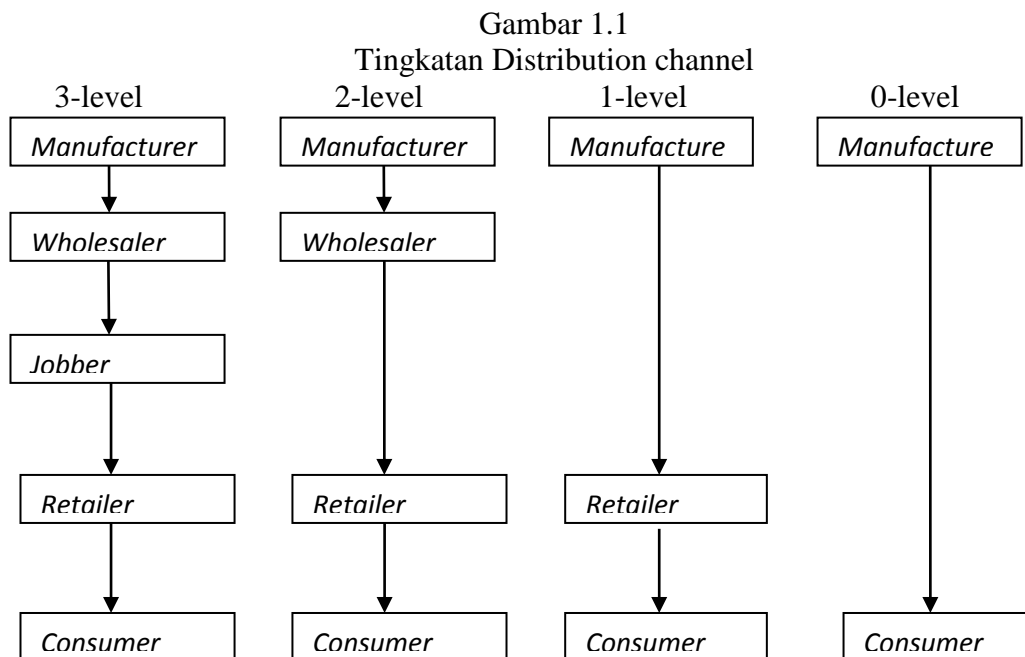 Gambar 1.1
Tingkatan Distribution channel
3-level 2-level 1-level 0-level
Manufacturer Manufacturer Manufacture Manufacture
Wholesaler Wholesaler
Jobber
Retailer Retailer Retailer
Consumer Consumer Consumer Consumer